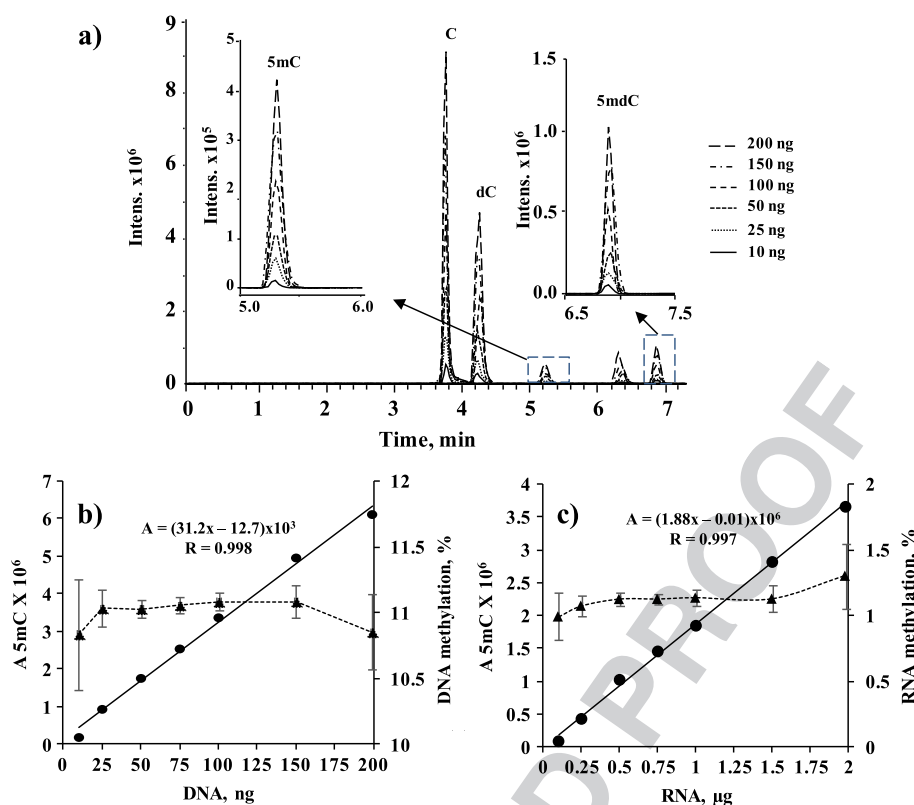 a)
9
8
7
6
5
4
3
2
1
0
Intens. x10⁶
0 1 2 3 4 5 6 7
Time, min
C
dC
5
4
3
2
1
0
Intens. x10⁵
5mC
5.0 6.0
1.5
1.0
0.5
0.0
Intens. x10⁶
5mdC
6.5 7.5
200 ng
150 ng
100 ng
50 ng
25 ng
10 ng
b)
7
6
5
4
3
2
1
0
A 5mC X 10⁶
A = (31.2x – 12.7)x10³
R = 0.998
12
11.5
11
10.5
10
DNA methylation, %
0 25 50 75 100 125 150 175 200
DNA, ng
c)
4
3.5
3
2.5
2
1.5
1
0.5
0
A 5mC X 10⁶
A = (1.88x – 0.01)x10⁶
R = 0.997
2
1.5
1
0.5
0
RNA methylation, %
0 0.25 0.5 0.75 1 1.25 1.5 1.75 2
RNA, µg
D PROOF